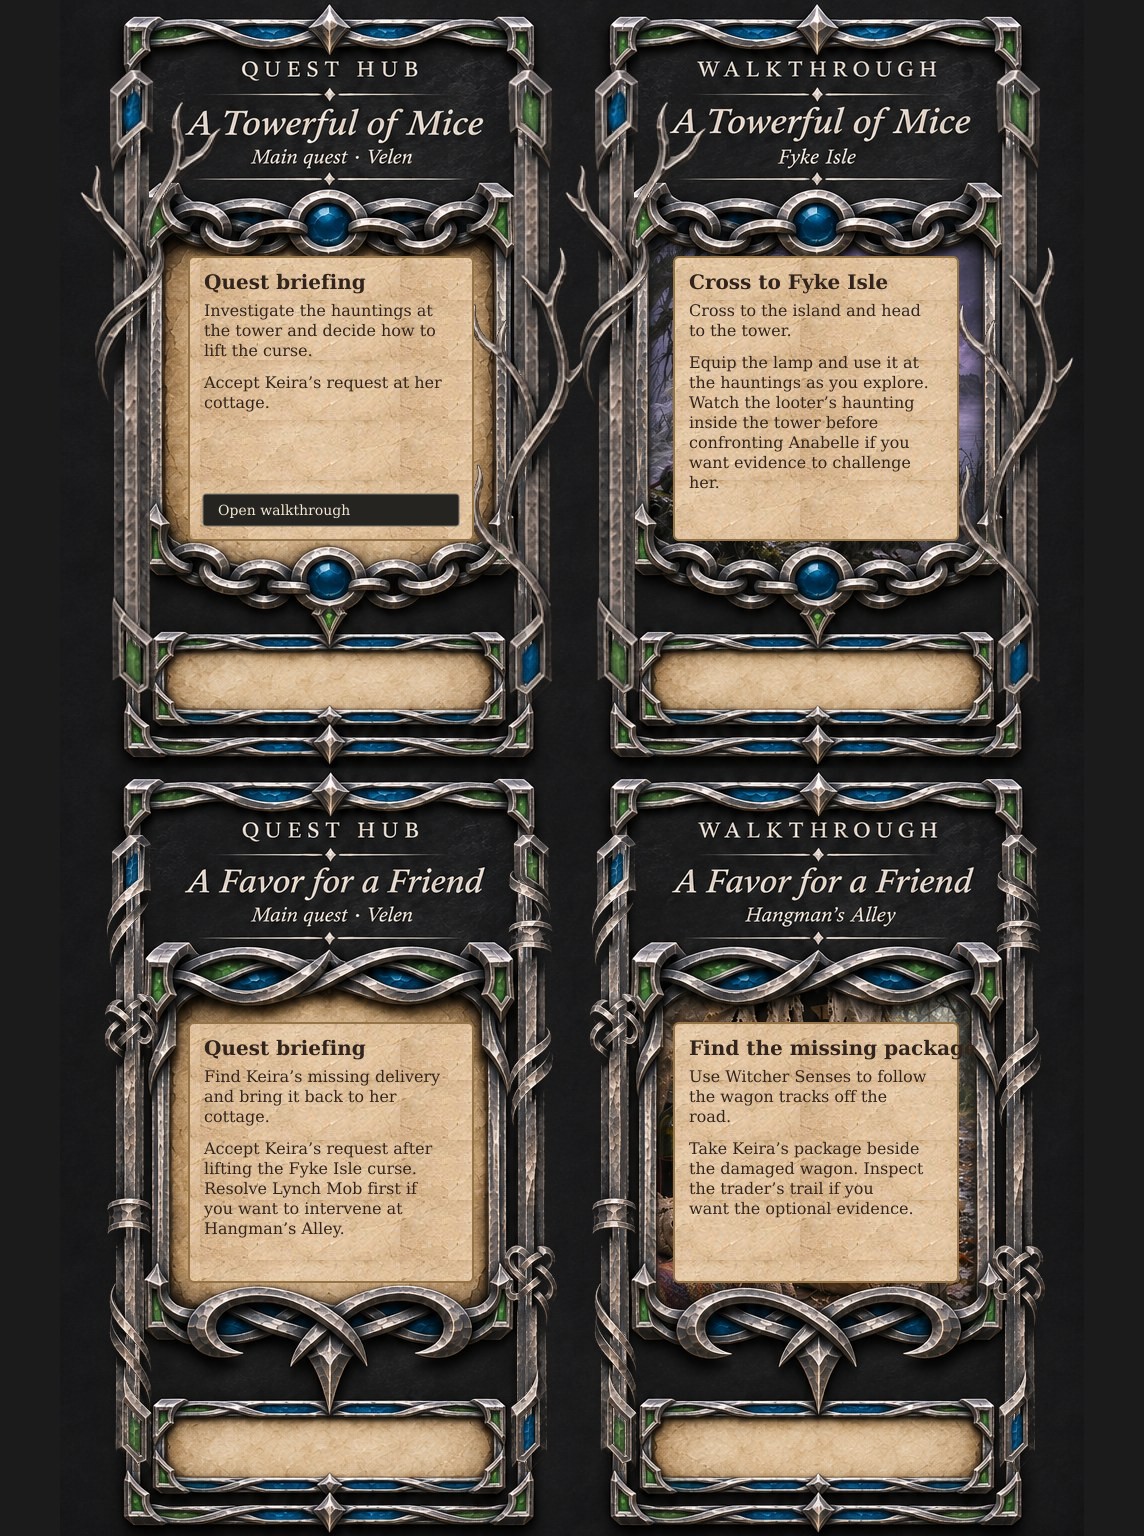 QUEST HUB
A Towerful of Mice
Main quest · Velen
Quest briefing
Investigate the hauntings at
the tower and decide how to
lift the curse.
Accept Keira’s request at her
cottage.
Open walkthrough
WALKTHROUGH
A Towerful of Mice
Fyke Isle
Cross to Fyke Isle
Cross to the island and head
to the tower.
Equip the lamp and use it at
the hauntings as you explore.
Watch the looter’s haunting
inside the tower before
confronting Anabelle if you
want evidence to challenge
her.
QUEST HUB
A Favor for a Friend
Main quest · Velen
Quest briefing
Find Keira’s missing delivery
and bring it back to her
cottage.
Accept Keira’s request after
lifting the Fyke Isle curse.
Resolve Lynch Mob first if
you want to intervene at
Hangman’s Alley.
WALKTHROUGH
A Favor for a Friend
Hangman’s Alley
Find the missing packag
Use Witcher Senses to follow
the wagon tracks off the
road.
Take Keira’s package beside
the damaged wagon. Inspect
the trader’s trail if you
want the optional evidence.